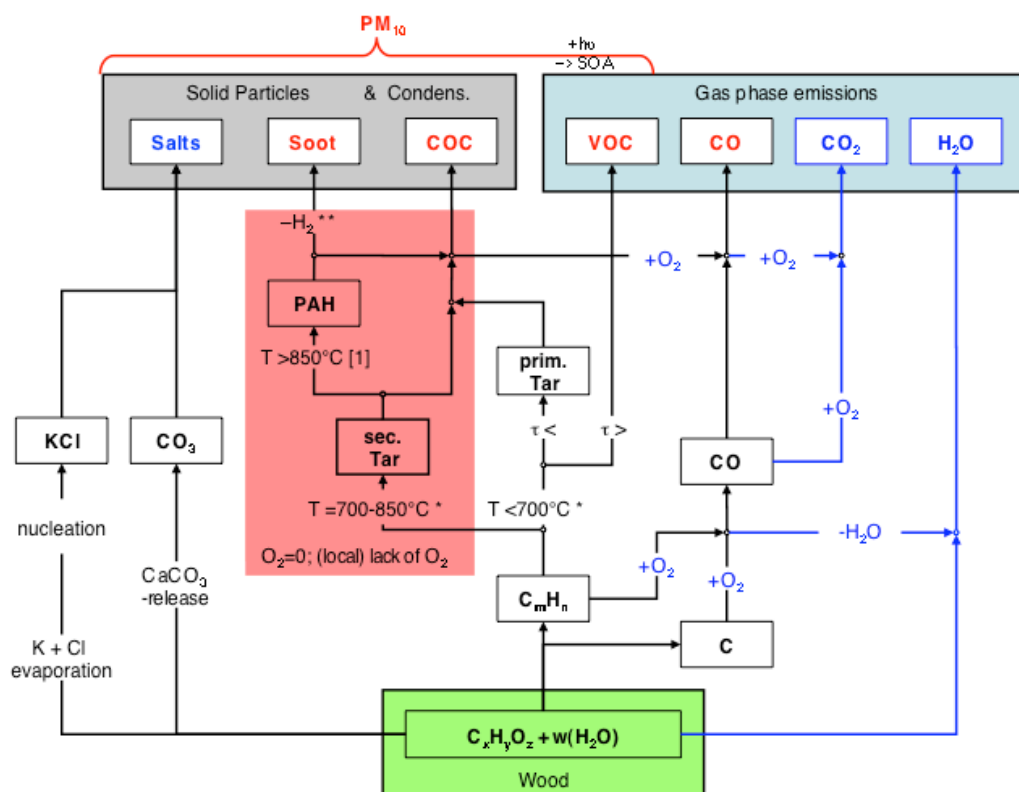 PM₁₀
+hυ
–> SOA
Solid Particles & Condens.
Gas phase emissions
Salts
Soot
COC
VOC
CO
CO₂
H₂O
–H₂ **
+O₂
+O₂
PAH
T >850°C [1]
prim.
Tar
+O₂
τ <
τ >
KCl
CO₃
sec.
Tar
CO
T =700-850°C *
T <700°C *
nucleation
-H₂O
O₂=0; (local) lack of O₂
+O₂
+O₂
CaCO₃
-release
CₘHₙ
K + Cl
evaporation
C
CₓHᵧO_z + w(H₂O)
Wood